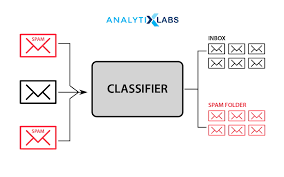 ANALYTIXLABS
SPAM
INBOX
CLASSIFIER
SPAM FOLDER
SPAM